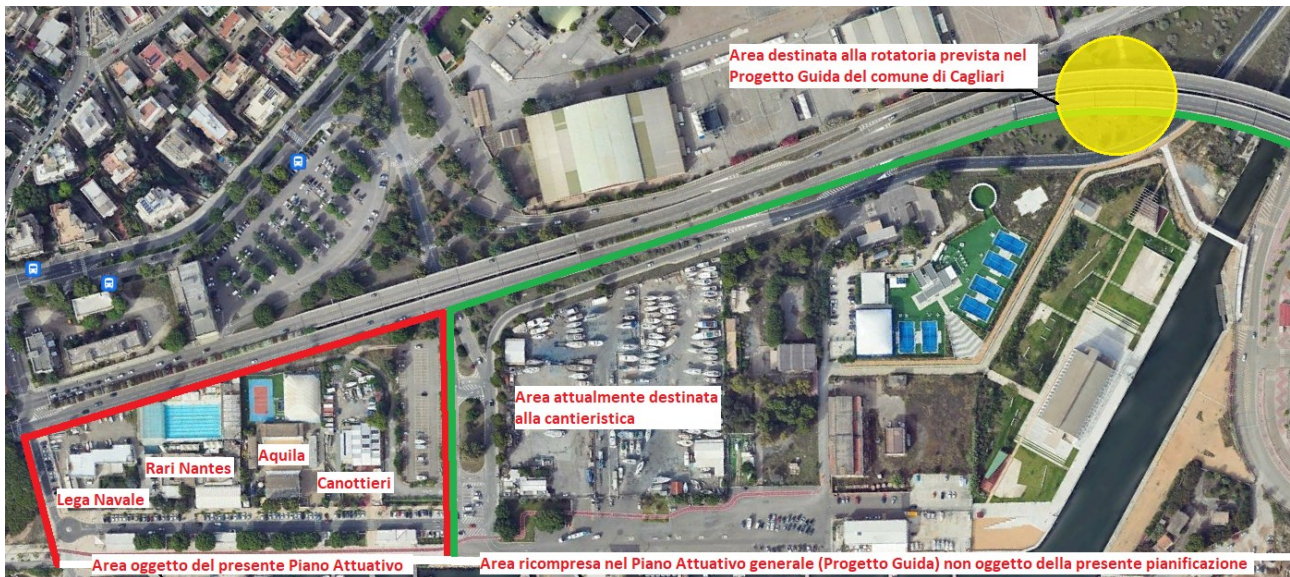 Area destinata alla rotatoria prevista nel
Progetto Guida del comune di Cagliari
Area attualmente destinata
alla cantieristica
Rari Nantes
Aquila
Canottieri
Lega Navale
Area oggetto del presente Piano Attuativo
Area ricompresa nel Piano Attuativo generale (Progetto Guida) non oggetto della presente pianificazione